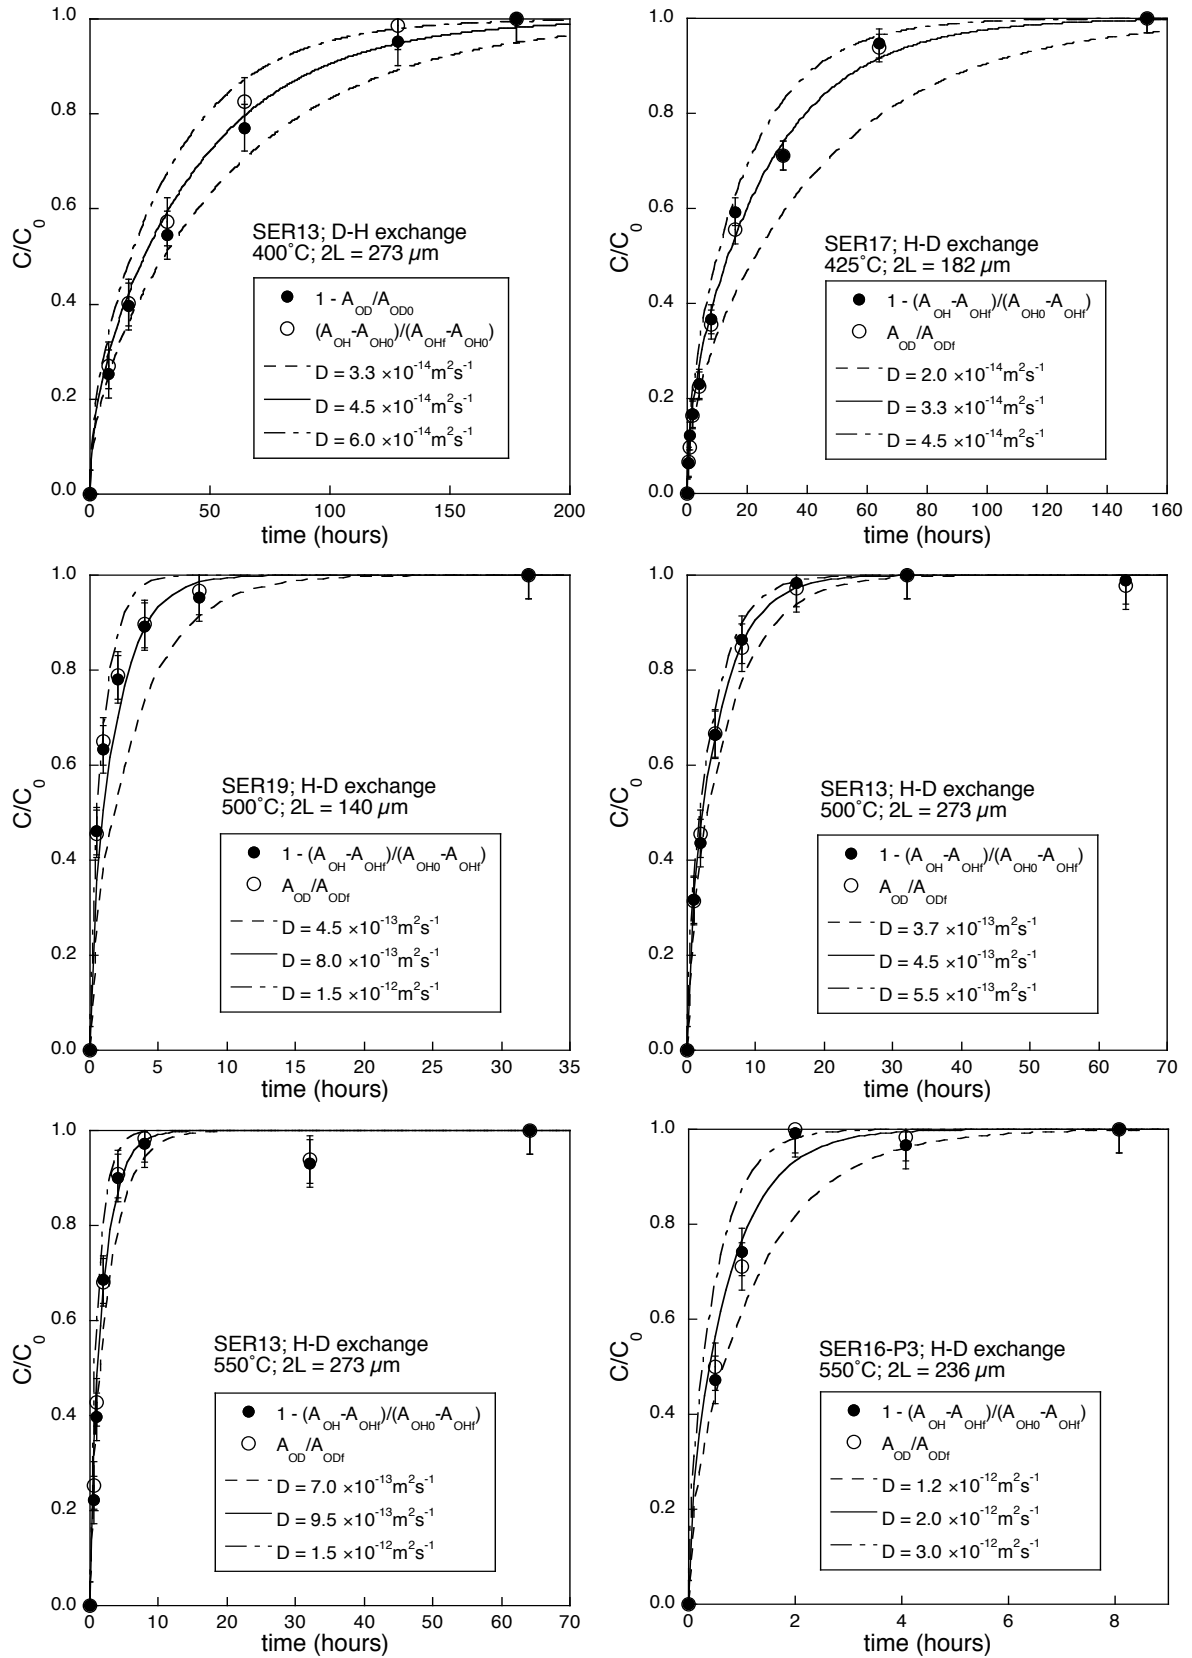 1.0
0.8
0.6
0.4
0.2
0.0
C/C0
SER13; D-H exchange
400˚C; 2L = 273 µm
1 - AOD/AOD0
(AOH-AOH0)/(AOHf-AOH0)
D = 3.3 ×10-14m2s-1
D = 4.5 ×10-14m2s-1
D = 6.0 ×10-14m2s-1
0 50 100 150 200
time (hours)
1.0
0.8
0.6
0.4
0.2
0.0
C/C0
SER17; H-D exchange
425˚C; 2L = 182 µm
1 - (AOH-AOHf)/(AOH0-AOHf)
AOD/AODf
D = 2.0 ×10-14m2s-1
D = 3.3 ×10-14m2s-1
D = 4.5 ×10-14m2s-1
0 20 40 60 80 100 120 140 160
time (hours)
1.0
0.8
0.6
0.4
0.2
0.0
C/C0
SER19; H-D exchange
500˚C; 2L = 140 µm
1 - (AOH-AOHf)/(AOH0-AOHf)
AOD/AODf
D = 4.5 ×10-13m2s-1
D = 8.0 ×10-13m2s-1
D = 1.5 ×10-12m2s-1
0 5 10 15 20 25 30 35
time (hours)
1.0
0.8
0.6
0.4
0.2
0.0
C/C0
SER13; H-D exchange
500˚C; 2L = 273 µm
1 - (AOH-AOHf)/(AOH0-AOHf)
AOD/AODf
D = 3.7 ×10-13m2s-1
D = 4.5 ×10-13m2s-1
D = 5.5 ×10-13m2s-1
0 10 20 30 40 50 60 70
time (hours)
1.0
0.8
0.6
0.4
0.2
0.0
C/C0
SER13; H-D exchange
550˚C; 2L = 273 µm
1 - (AOH-AOHf)/(AOH0-AOHf)
AOD/AODf
D = 7.0 ×10-13m2s-1
D = 9.5 ×10-13m2s-1
D = 1.5 ×10-12m2s-1
0 10 20 30 40 50 60 70
time (hours)
1.0
0.8
0.6
0.4
0.2
0.0
C/C0
SER16-P3; H-D exchange
550˚C; 2L = 236 µm
1 - (AOH-AOHf)/(AOH0-AOHf)
AOD/AODf
D = 1.2 ×10-12m2s-1
D = 2.0 ×10-12m2s-1
D = 3.0 ×10-12m2s-1
0 2 4 6 8
time (hours)